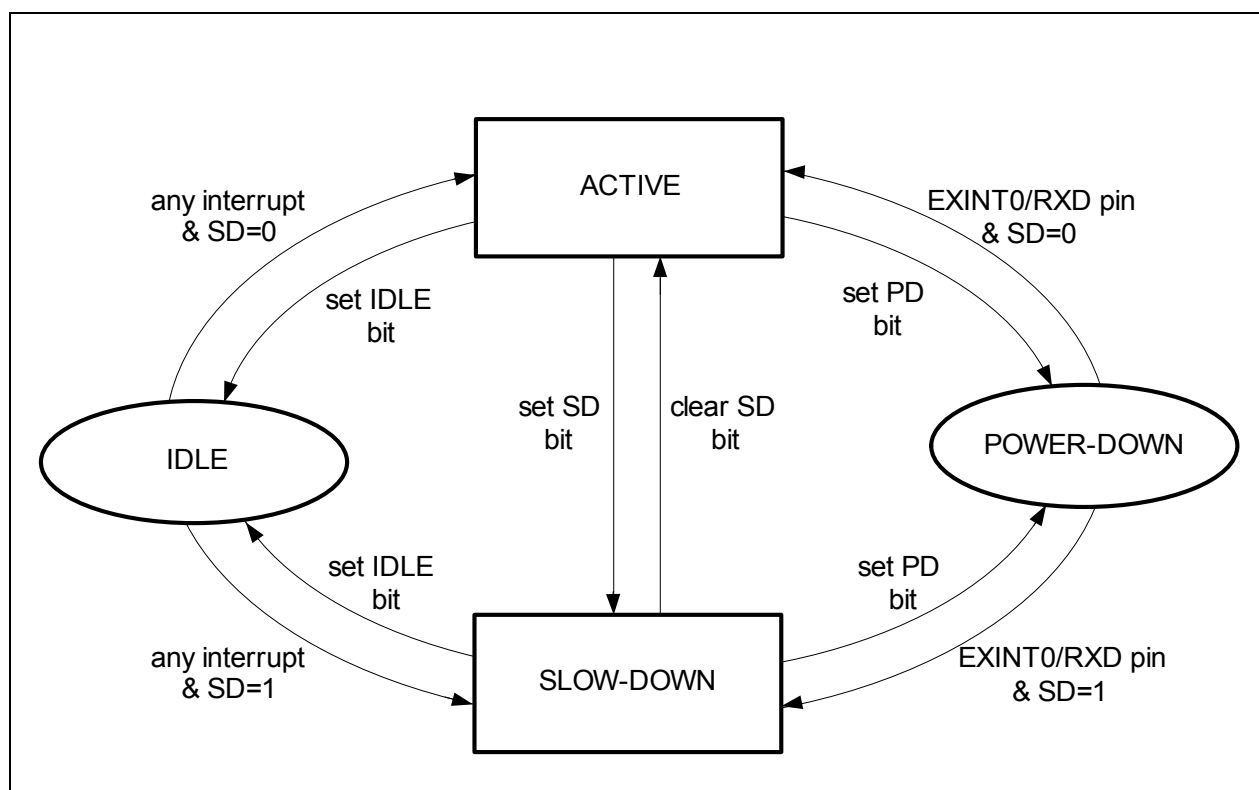 ACTIVE
any interrupt
& SD=0
EXINT0/RXD pin
& SD=0
set IDLE
bit
set PD
bit
set SD
bit
clear SD
bit
IDLE
POWER-DOWN
set IDLE
bit
set PD
bit
any interrupt
& SD=1
SLOW-DOWN
EXINT0/RXD pin
& SD=1